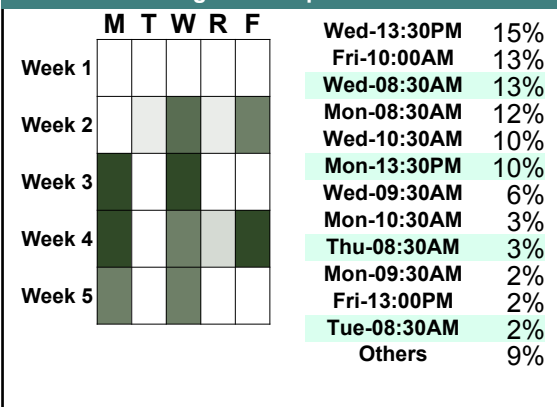 M T W R F
Week 1
Week 2
Week 3
Week 4
Week 5
Wed-13:30PM 15%
Fri-10:00AM 13%
Wed-08:30AM 13%
Mon-08:30AM 12%
Wed-10:30AM 10%
Mon-13:30PM 10%
Wed-09:30AM 6%
Mon-10:30AM 3%
Thu-08:30AM 3%
Mon-09:30AM 2%
Fri-13:00PM 2%
Tue-08:30AM 2%
Others 9%